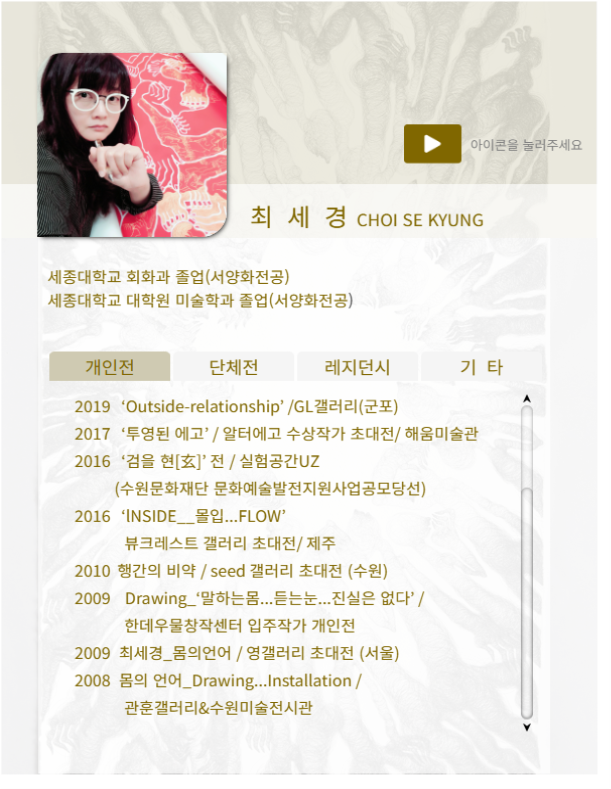 아이콘을 눌러주세요
최 세 경 CHOI SE KYUNG
세종대학교 회화과 졸업(서양화전공)
세종대학교 대학원 미술학과 졸업(서양화전공)
개인전 단체전 레지던시 기 타
2019 ‘Outside-relationship’ /GL갤러리(군포)
2017 ‘투영된 에고’ / 알터에고 수상작가 초대전/ 해움미술관
2016 ‘검을 현[玄]’ 전 / 실험공간UZ
(수원문화재단 문화예술발전지원사업공모당선)
2016 ‘INSIDE__몰입...FLOW’
뷰크레스트 갤러리 초대전/ 제주
2010 행간의 비약 / seed 갤러리 초대전 (수원)
2009 Drawing_‘말하는몸...듣는눈...진실은 없다’ /
한데우물창작센터 입주작가 개인전
2009 최세경_몸의언어 / 영갤러리 초대전 (서울)
2008 몸의 언어_Drawing...Installation /
관훈갤러리&수원미술전시관